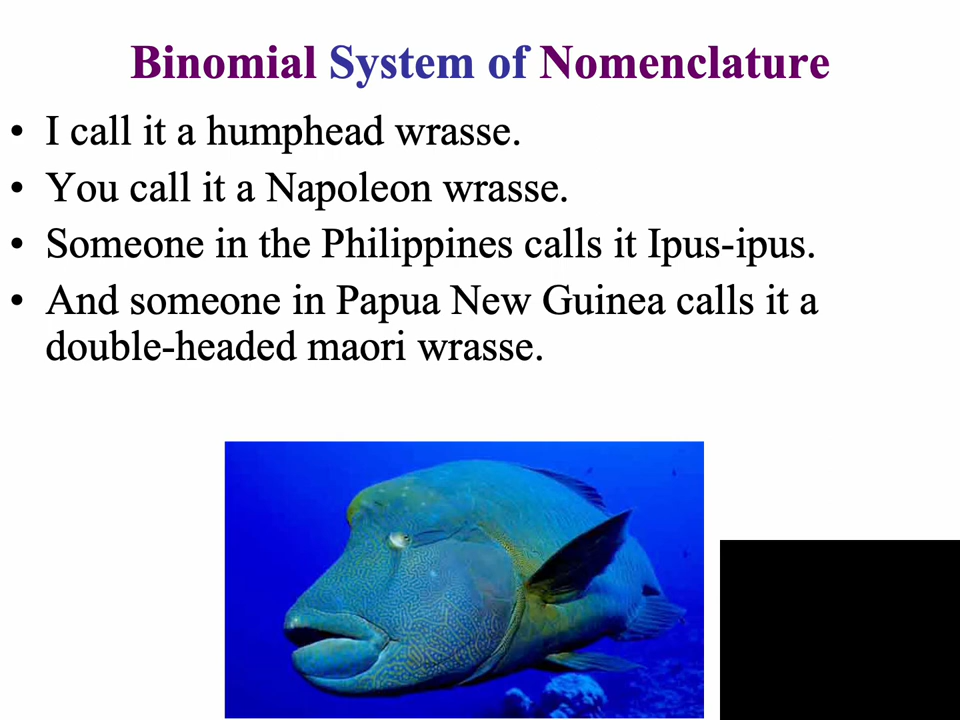 Binomial System of Nomenclature
• I call it a humphead wrasse.
• You call it a Napoleon wrasse.
• Someone in the Philippines calls it Ipus-ipus.
• And someone in Papua New Guinea calls it a
double-headed maori wrasse.